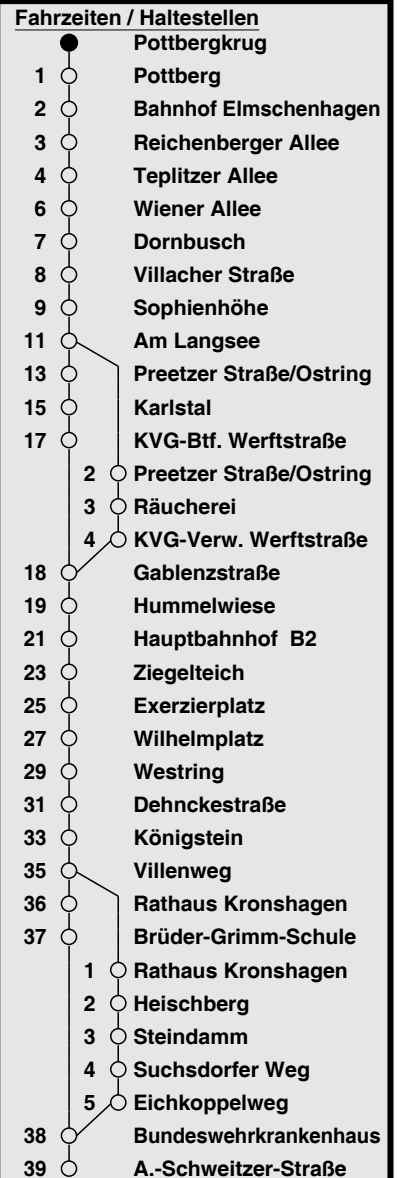 Fahrzeiten / Haltestellen
Pottbergkrug
1 Pottberg
2 Bahnhof Elmschenhagen
3 Reichenberger Allee
4 Teplitzer Allee
6 Wiener Allee
7 Dornbusch
8 Villacher Straße
9 Sophienhöhe
11 Am Langsee
13 Preetzer Straße/Ostring
15 Karlstal
17 KVG-Btf. Werftstraße
2 Preetzer Straße/Ostring
3 Räucherei
4 KVG-Verw. Werftstraße
18 Gablenzstraße
19 Hummelwiese
21 Hauptbahnhof B2
23 Ziegelteich
25 Exerzierplatz
27 Wilhelmplatz
29 Westring
31 Dehnckestraße
33 Königstein
35 Villenweg
36 Rathaus Kronshagen
37 Brüder-Grimm-Schule
1 Rathaus Kronshagen
2 Heischberg
3 Steindamm
4 Suchsdorfer Weg
5 Eichkoppelweg
38 Bundeswehrkrankenhaus
39 A.-Schweitzer-Straße